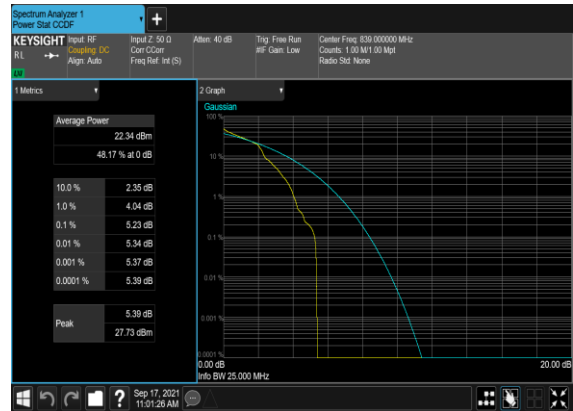 Spectrum Analyzer 1
Power Stat CCDF
KEYSIGHT
RL
Input: RF
Coupling: DC
Align: Auto
Input Z: 50 Ω
Corr CCorr
Freq Ref: Int (S)
Atten: 40 dB
Trig: Free Run
#IF Gain: Low
Center Freq: 839.000000 MHz
Counts: 1.00 M/1.00 Mpt
Radio Std: None
1 Metrics
Average Power
22.34 dBm
48.17 % at 0 dB
10.0 % 2.35 dB
1.0 % 4.04 dB
0.1 % 5.23 dB
0.01 % 5.34 dB
0.001 % 5.37 dB
0.0001 % 5.39 dB
Peak
5.39 dB
27.73 dBm
2 Graph
Gaussian
100 %
10 %
1 %
0.1 %
0.01 %
0.001 %
0.0001 %
0.00 dB
20.00 dB
Info BW 25.000 MHz
?
Sep 17, 2021
11:01:26 AM